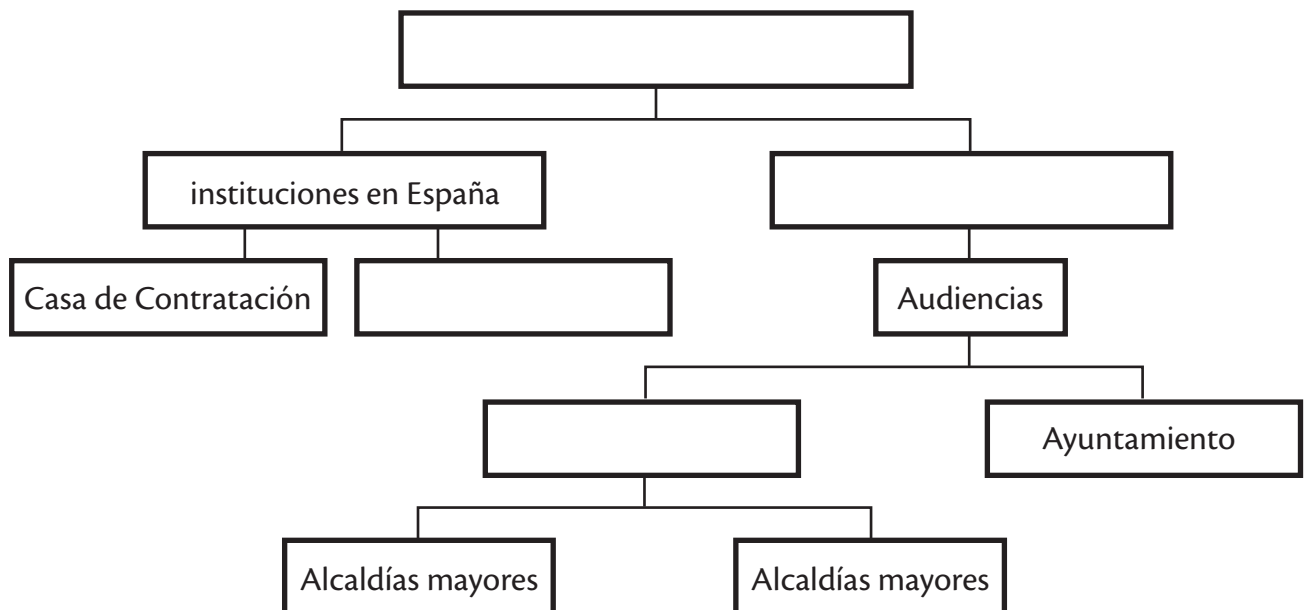 instituciones en España
Casa de Contratación
Audiencias
Ayuntamiento
Alcaldías mayores
Alcaldías mayores